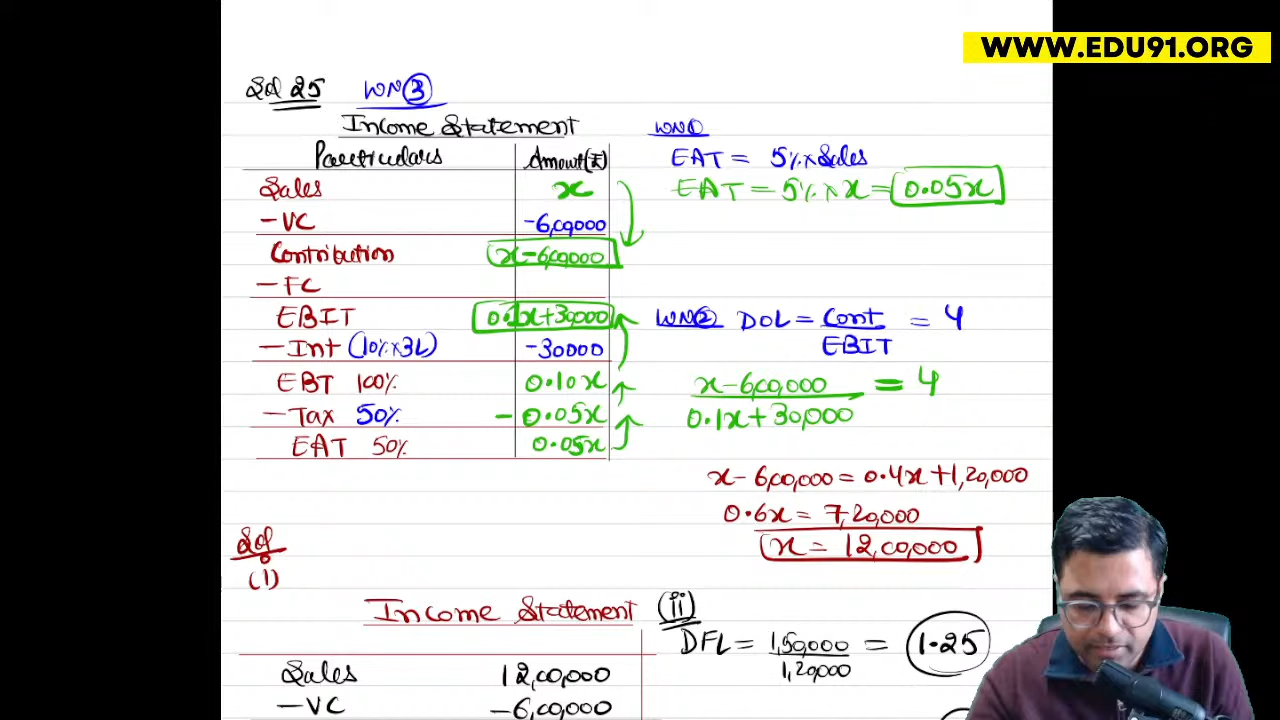 WWW.EDU91.ORG
Sol 25 WN③
Income Statement
Particulars Amount(₹)
Sales x
-VC -6,00,000
Contribution x-6,00,000
-FC
EBIT 0.1x+30,000
-Int (10%x3L) -30000
EBT 100% 0.10x
-Tax 50% -0.05x
EAT 50% 0.05x
WN①
EAT = 5%xSales
EAT = 5%xx = 0.05x
WN② DOL = Cont/EBIT = 4
x-6,00,000/0.1x+30,000 = 4
x-6,00,000 = 0.4x+1,20,000
0.6x = 7,20,000
x = 12,00,000
Sol
(1)
Income Statement
Sales 12,00,000
-VC -6,00,000
(ii)
DFL = 1,50,000/1,20,000 = 1.25